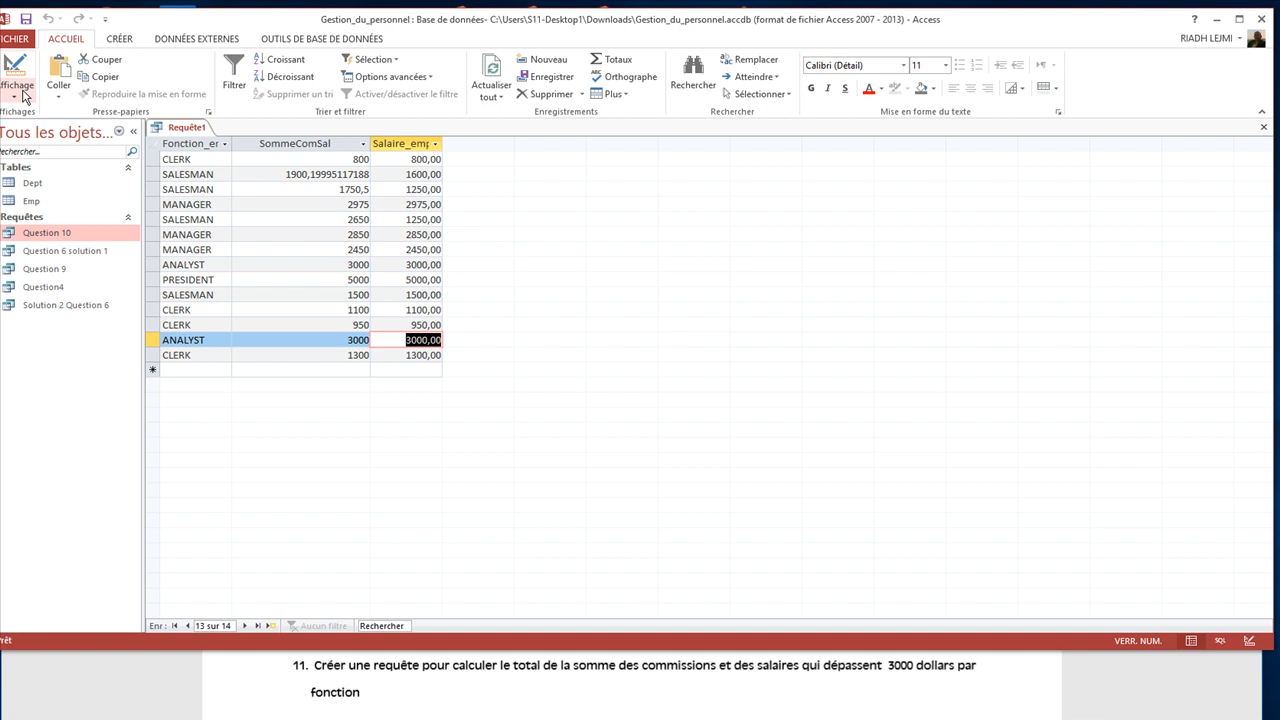 Gestion_du_personnel : Base de données- C:\Users\S11-Desktop1\Downloads\Gestion_du_personnel.accdb (format de fichier Access 2007 - 2013) - Access
FICHIER ACCUEIL CRÉER DONNÉES EXTERNES OUTILS DE BASE DE DONNÉES RIADH LEJMI
Couper Croissant Sélection Nouveau Totaux Remplacer Calibri (Détail) 11
Affichage Coller Copier Filtrer Décroissant Options avancées Actualiser tout Enregistrer Orthographe Rechercher Atteindre
Reproduire la mise en forme Supprimer un tri Activer/désactiver le filtrer Supprimer Plus Sélectionner G I S A
ffichages Presse-papiers Trier et filtrer Enregistrements Rechercher Mise en forme du texte
Tous les objets... Requête1
Rechercher... Fonction_er SommeComSal Salaire_emp
Tables CLERK 800 800,00
Dept SALESMAN 1900,19995117188 1600,00
SALESMAN 1750,5 1250,00
Emp MANAGER 2975 2975,00
Requêtes SALESMAN 2650 1250,00
Question 10 MANAGER 2850 2850,00
Question 6 solution 1 MANAGER 2450 2450,00
Question 9 ANALYST 3000 3000,00
PRESIDENT 5000 5000,00
Question4 SALESMAN 1500 1500,00
Solution 2 Question 6 CLERK 1100 1100,00
CLERK 950 950,00
ANALYST 3000 3000,00
CLERK 1300 1300,00
Enr : 13 sur 14 Aucun filtre Rechercher
Prêt VERR. NUM. SQL
11. Créer une requête pour calculer le total de la somme des commissions et des salaires qui dépassent 3000 dollars par
fonction